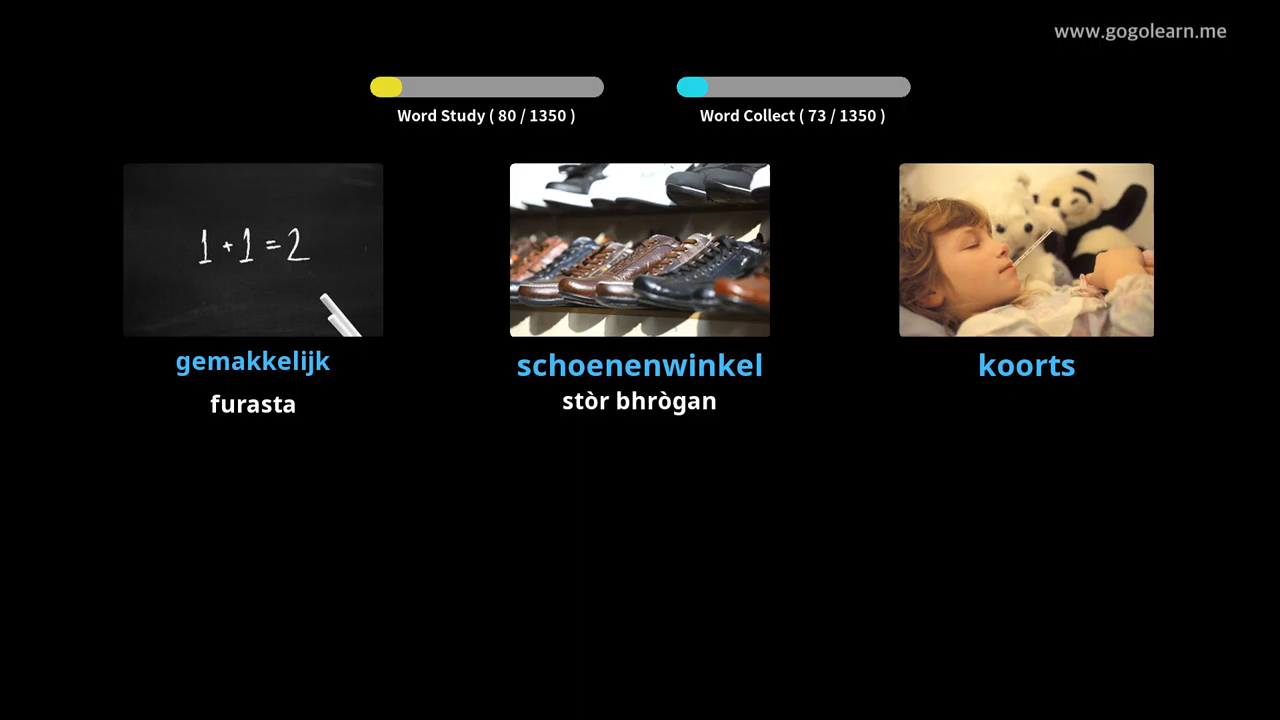 www.gogolearn.me
Word Study ( 80 / 1350 )
Word Collect ( 73 / 1350 )
1 + 1 = 2
gemakkelijk
furasta
schoenenwinkel
stòr bhrògan
koorts